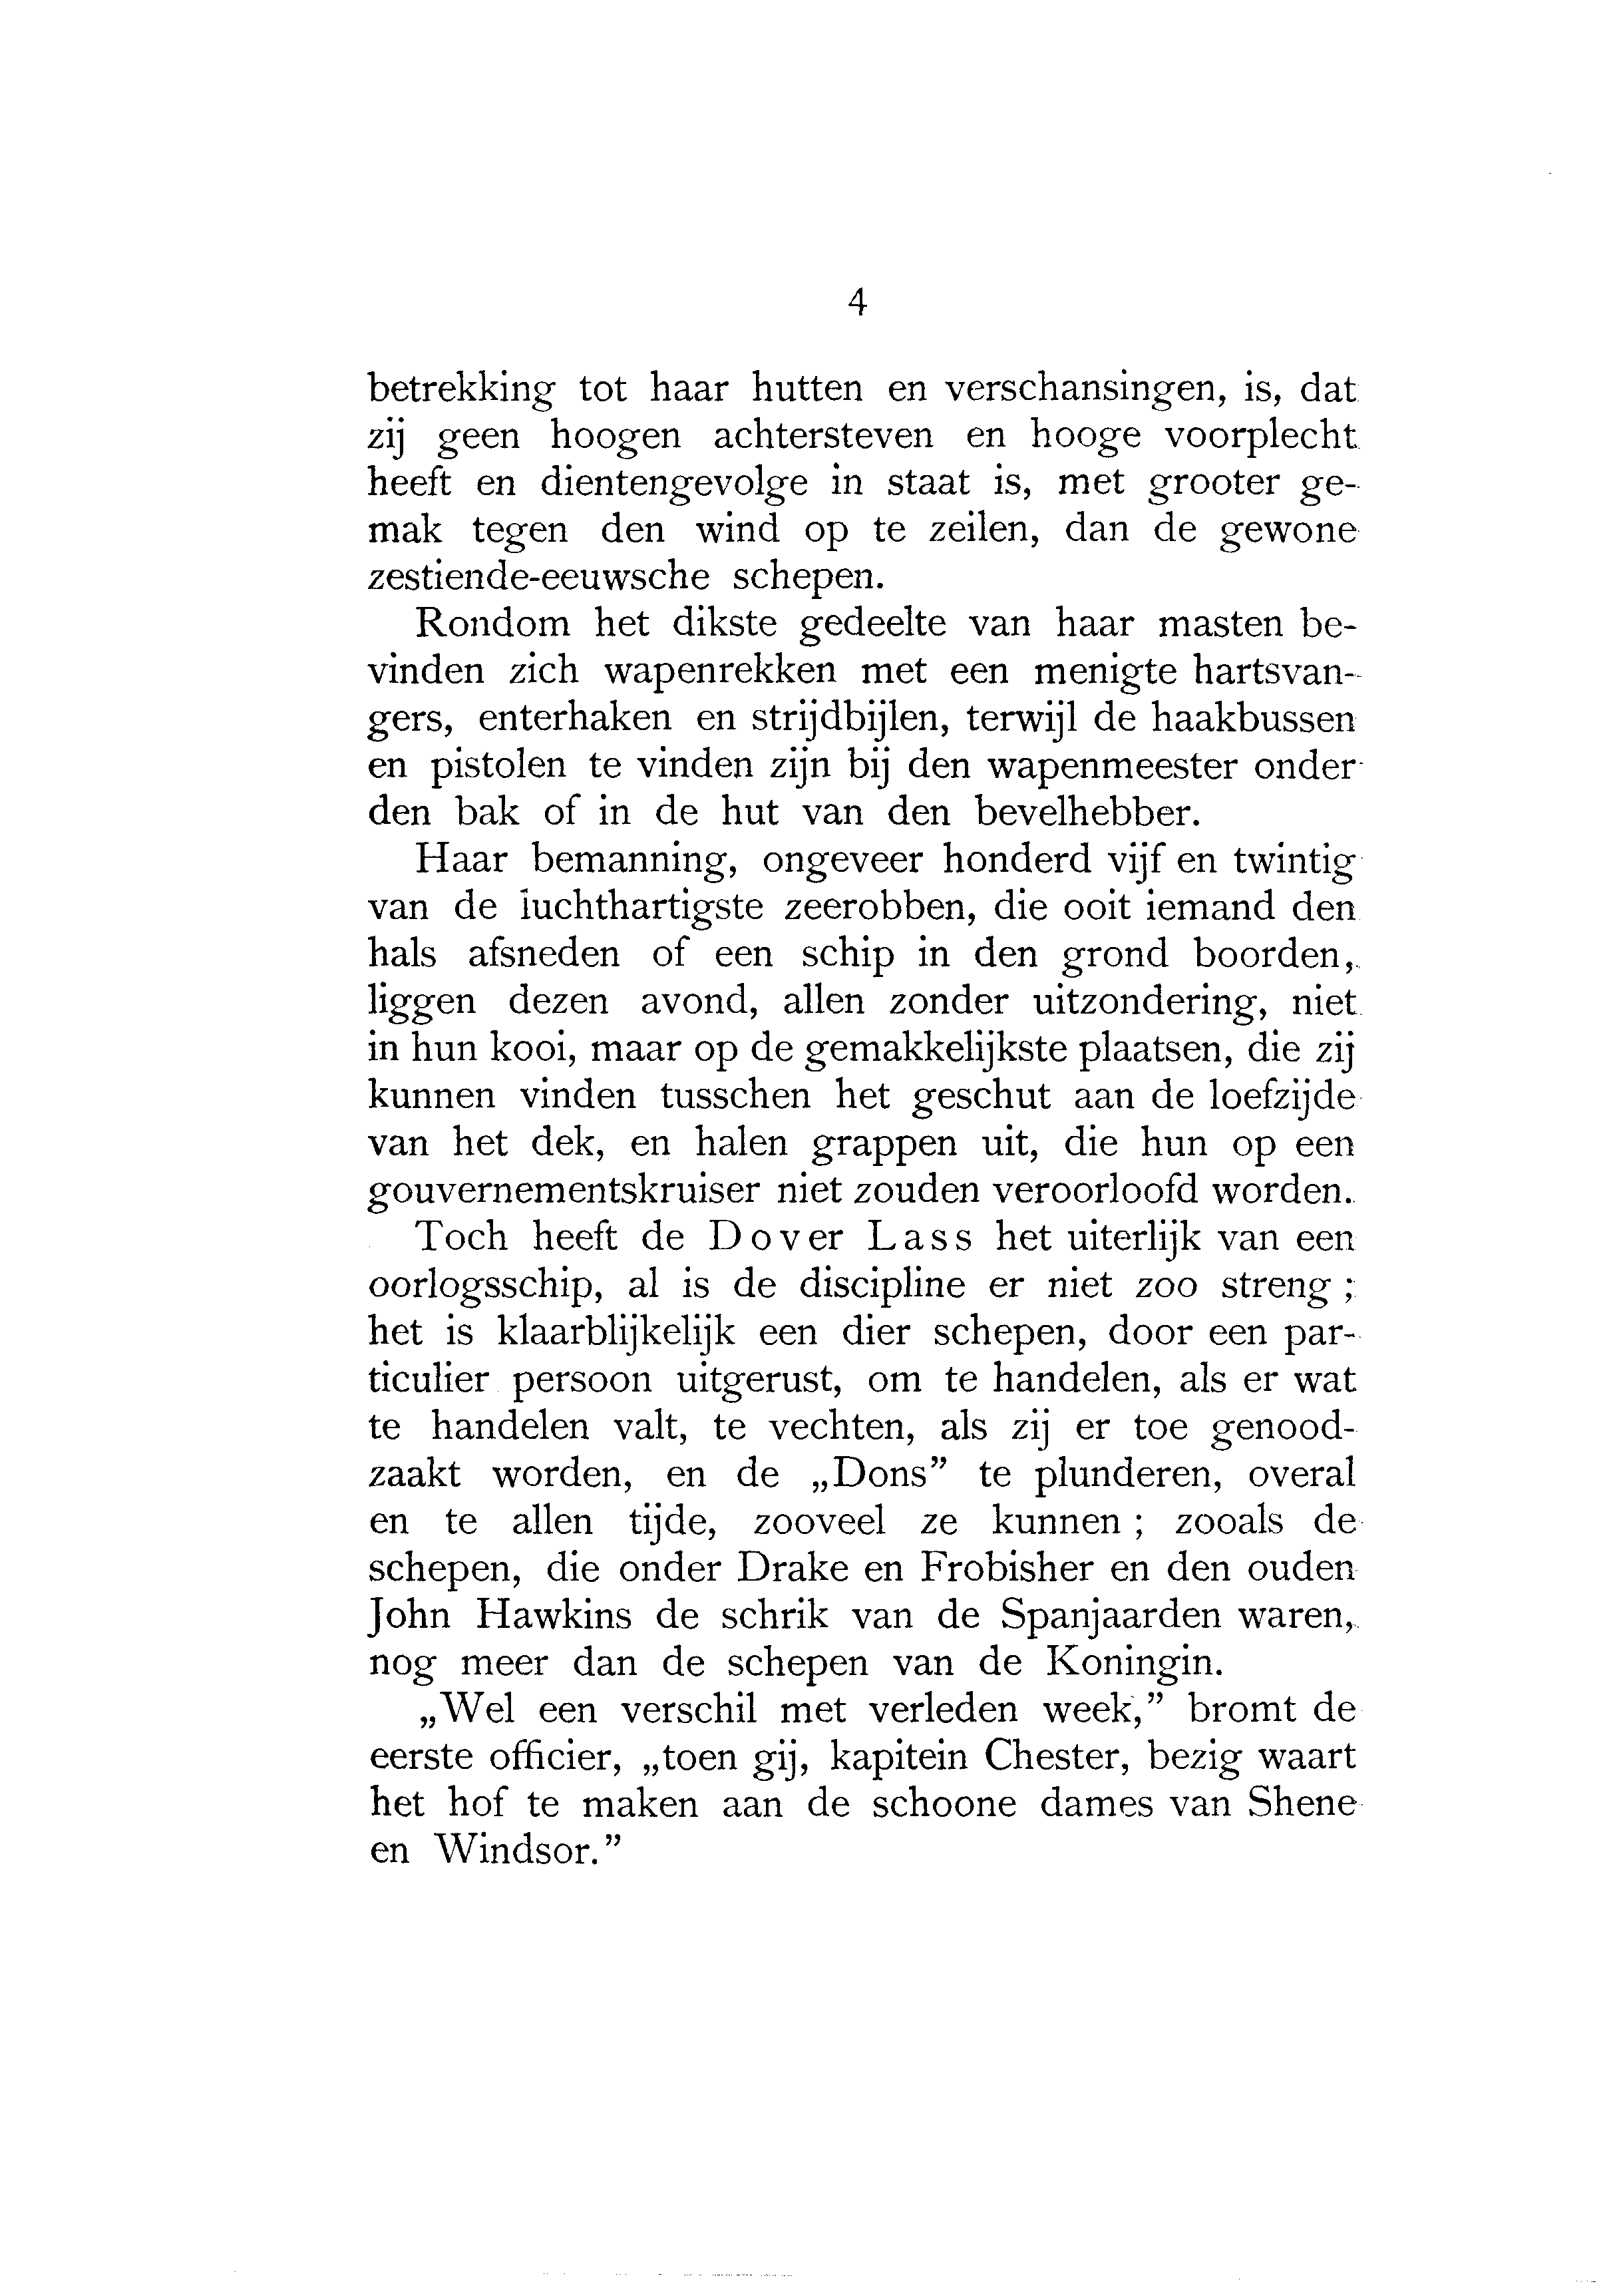 4
betrekking tot haar hutten en verschansingen, is, dat
zij geen hoogen achtersteven en hooge voorplecht
heeft en dientengevolge in staat is, met grooter ge-
mak tegen den wind op te zeilen, dan de gewone
zestiende-eeuwsche schepen.
Rondom het dikste gedeelte van haar masten be-
vinden zich wapenrekken met een menigte hartsvan-
gers, enterhaken en strijdbijlen, terwijl de haakbussen
en pistolen te vinden zijn bij den wapenmeester onder
den bak of in de hut van den bevelhebber.
Haar bemanning, ongeveer honderd vijf en twintig
van de luchthartigste zeerobben, die ooit iemand den
hals afsneden of een schip in den grond boorden,
liggen dezen avond, allen zonder uitzondering, niet
in hun kooi, maar op de gemakkelijkste plaatsen, die zij
kunnen vinden tusschen het geschut aan de loefzijde
van het dek, en halen grappen uit, die hun op een
gouvernementskruiser niet zouden veroorloofd worden.
Toch heeft de Dover Lass het uiterlijk van een
oorlogsschip, al is de discipline er niet zoo streng ;
het is klaarblijkelijk een dier schepen, door een par-
ticulier persoon uitgerust, om te handelen, als er wat
te handelen valt, te vechten, als zij er toe genood-
zaakt worden, en de „Dons” te plunderen, overal
en te allen tijde, zooveel ze kunnen ; zooals de
schepen, die onder Drake en Frobisher en den ouden
John Hawkins de schrik van de Spanjaarden waren,
nog meer dan de schepen van de Koningin.
„Wel een verschil met verleden week,” bromt de
eerste officier, „toen gij, kapitein Chester, bezig waart
het hof te maken aan de schoone dames van Shene
en Windsor.”